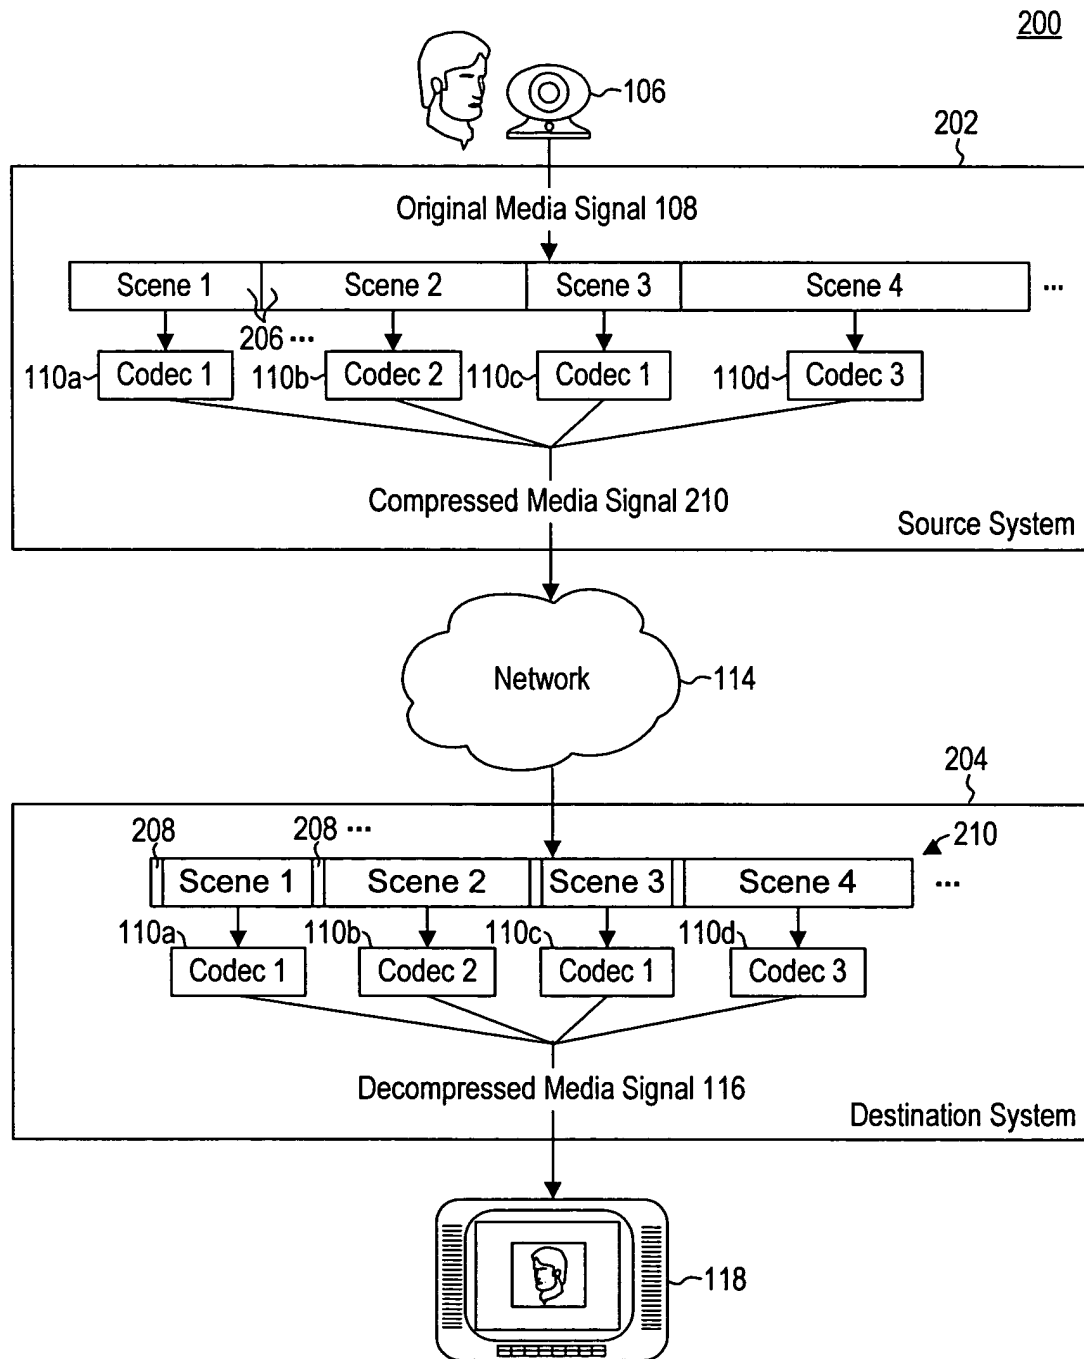 200
106
202
Original Media Signal 108
Scene 1 Scene 2 Scene 3 Scene 4 ...
206 ...
110a Codec 1 110b Codec 2 110c Codec 1 110d Codec 3
Compressed Media Signal 210
Source System
Network 114
204
208 208 ... 210
Scene 1 Scene 2 Scene 3 Scene 4 ...
110a 110b 110c 110d
Codec 1 Codec 2 Codec 1 Codec 3
Decompressed Media Signal 116
Destination System
118